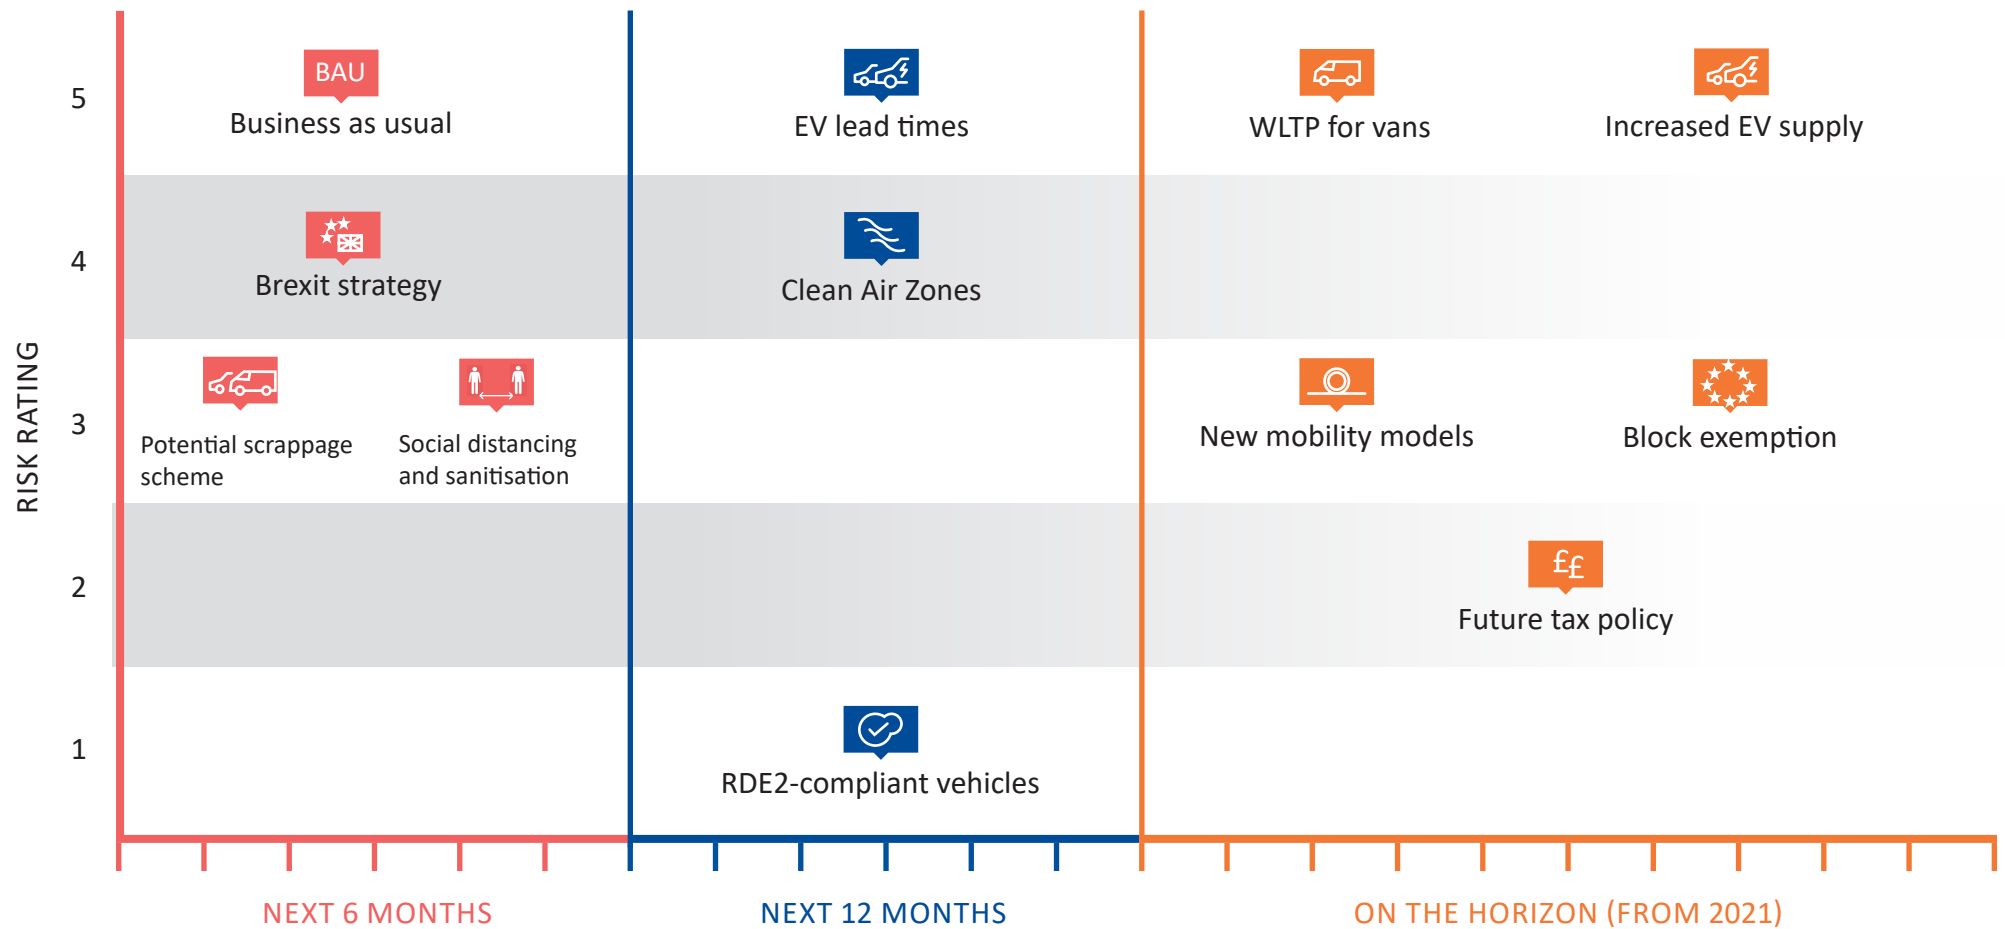 RISK RATING
5
BAU
Business as usual
EV lead times
WLTP for vans
Increased EV supply
4
Brexit strategy
Clean Air Zones
3
Potential scrappage
scheme
Social distancing
and sanitisation
New mobility models
Block exemption
2
££
Future tax policy
1
RDE2-compliant vehicles
NEXT 6 MONTHS
NEXT 12 MONTHS
ON THE HORIZON (FROM 2021)